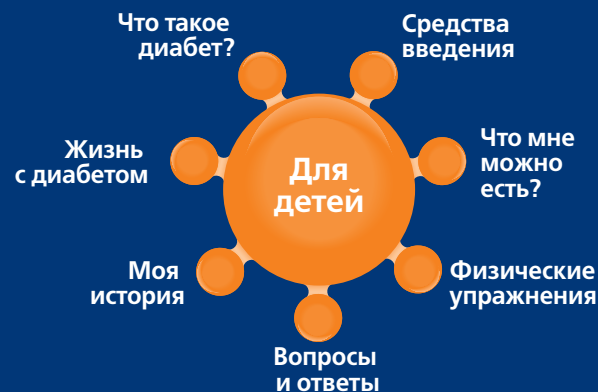 Что такое
диабет?
Средства
введения
Жизнь
с диабетом
Для
детей
Что мне
можно
есть?
Моя
история
Физические
упражнения
Вопросы
и ответы